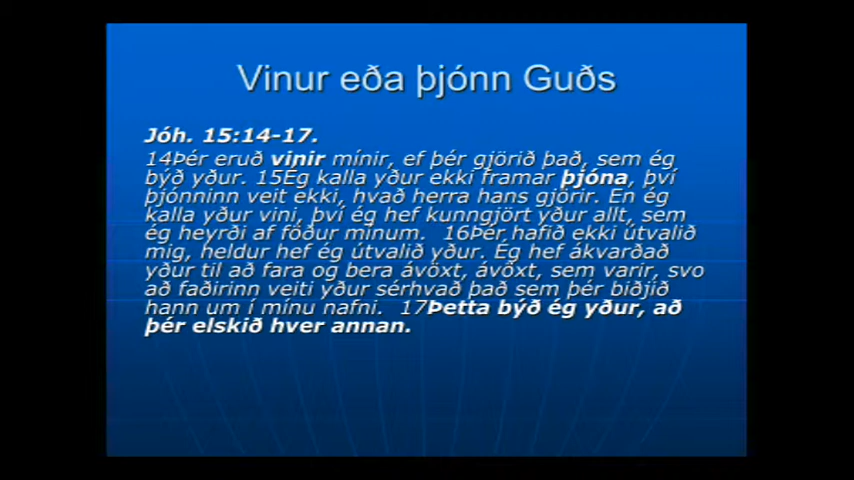 Vinur eða þjónn Guðs
Jóh. 15:14-17.
14Þér eruð vinir mínir, ef þér gjörið það, sem ég
býð yður. 15Ég kalla yður ekki framar þjóna, því
þjónninn veit ekki, hvað herra hans gjörir. En ég
kalla yður vini, því ég hef kunngjört yður allt, sem
ég heyrði af föður mínum. 16Þér hafið ekki útvalið
mig, heldur hef ég útvalið yður. Ég hef ákvarðað
yður til að fara og bera ávöxt, ávöxt, sem varir, svo
að faðirinn veiti yður sérhvað það sem þér biðjið
hann um í mínu nafni. 17Þetta býð ég yður, að
þér elskið hver annan.